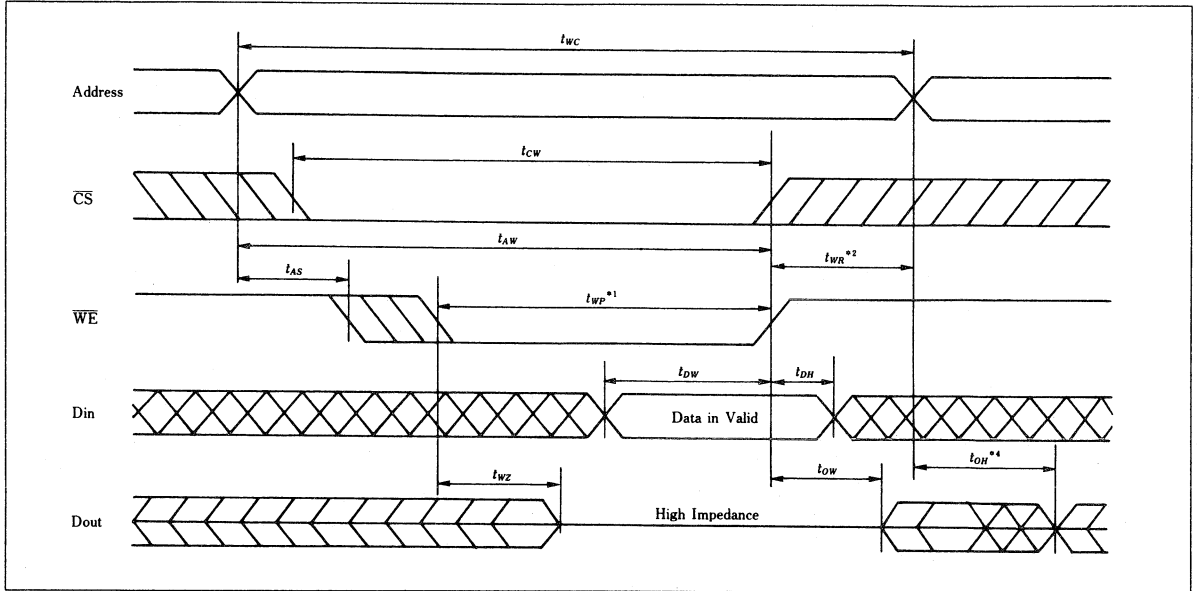 tWC
Address
tCW
CS
tAW
tWR*2
tAS
tWP*1
WE
tDW
tDH
Din
Data in Valid
tOH*4
tWZ
tOW
High Impedance
Dout